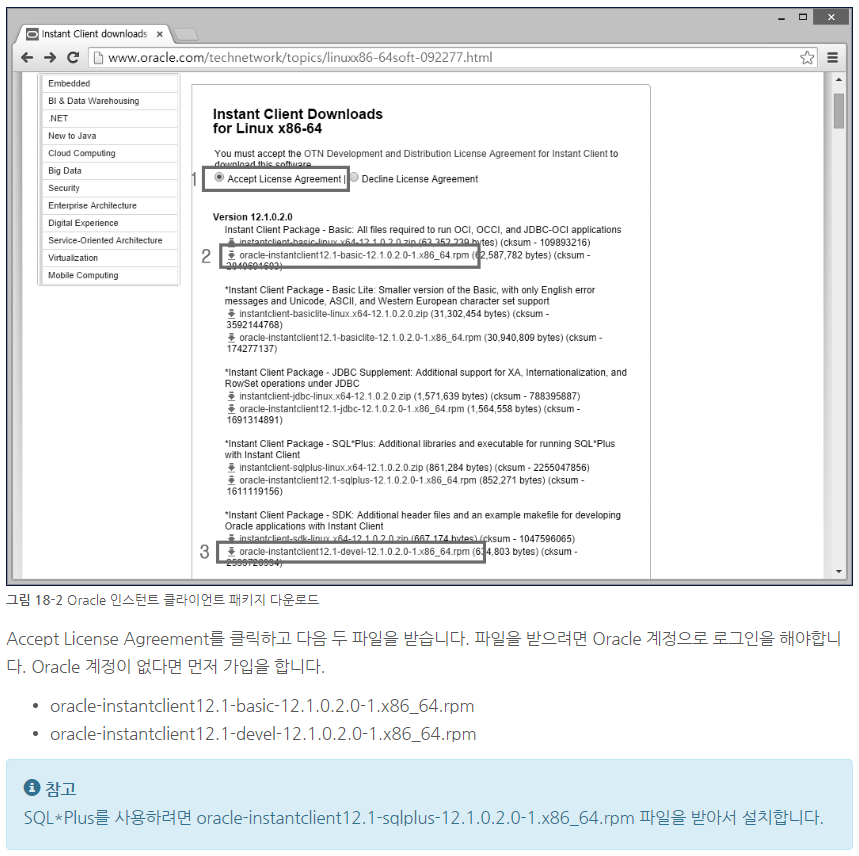 Instant Client downloads
www.oracle.com/technetwork/topics/linuxx86-64soft-092277.html
Embedded
BI & Data Warehousing
.NET
New to Java
Cloud Computing
Big Data
Security
Enterprise Architecture
Digital Experience
Service-Oriented Architecture
Virtualization
Mobile Computing
Instant Client Downloads
for Linux x86-64
You must accept the OTN Development and Distribution License Agreement for Instant Client to
download this software.
1 Accept License Agreement | Decline License Agreement
Version 12.1.0.2.0
Instant Client Package - Basic: All files required to run OCI, OCCI, and JDBC-OCI applications
instantclient-basic-linux.x64-12.1.0.2.0.zip (63,352,239 bytes) (cksum - 109893216)
2 oracle-instantclient12.1-basic-12.1.0.2.0-1.x86_64.rpm (62,587,782 bytes) (cksum -
*Instant Client Package - Basic Lite: Smaller version of the Basic, with only English error
messages and Unicode, ASCII, and Western European character set support
instantclient-basiclite-linux.x64-12.1.0.2.0.zip (31,302,454 bytes) (cksum -
3592144768)
oracle-instantclient12.1-basiclite-12.1.0.2.0-1.x86_64.rpm (30,940,809 bytes) (cksum -
174277137)
*Instant Client Package - JDBC Supplement: Additional support for XA, Internationalization, and
RowSet operations under JDBC
instantclient-jdbc-linux.x64-12.1.0.2.0.zip (1,571,639 bytes) (cksum - 788395887)
oracle-instantclient12.1-jdbc-12.1.0.2.0-1.x86_64.rpm (1,564,558 bytes) (cksum -
1691314891)
*Instant Client Package - SQL*Plus: Additional libraries and executable for running SQL*Plus
with Instant Client
instantclient-sqlplus-linux.x64-12.1.0.2.0.zip (861,284 bytes) (cksum - 2255047856)
oracle-instantclient12.1-sqlplus-12.1.0.2.0-1.x86_64.rpm (852,271 bytes) (cksum -
1611119156)
*Instant Client Package - SDK: Additional header files and an example makefile for developing
Oracle applications with Instant Client
instantclient-sdk-linux.x64-12.1.0.2.0.zip (667,174 bytes) (cksum - 1047596065)
3 oracle-instantclient12.1-devel-12.1.0.2.0-1.x86_64.rpm (634,803 bytes) (cksum -
그림 18-2 Oracle 인스턴트 클라이언트 패키지 다운로드
Accept License Agreement를 클릭하고 다음 두 파일을 받습니다. 파일을 받으려면 Oracle 계정으로 로그인을 해야합니
다. Oracle 계정이 없다면 먼저 가입을 합니다.
• oracle-instantclient12.1-basic-12.1.0.2.0-1.x86_64.rpm
• oracle-instantclient12.1-devel-12.1.0.2.0-1.x86_64.rpm
참고
SQL*Plus를 사용하려면 oracle-instantclient12.1-sqlplus-12.1.0.2.0-1.x86_64.rpm 파일을 받아서 설치합니다.